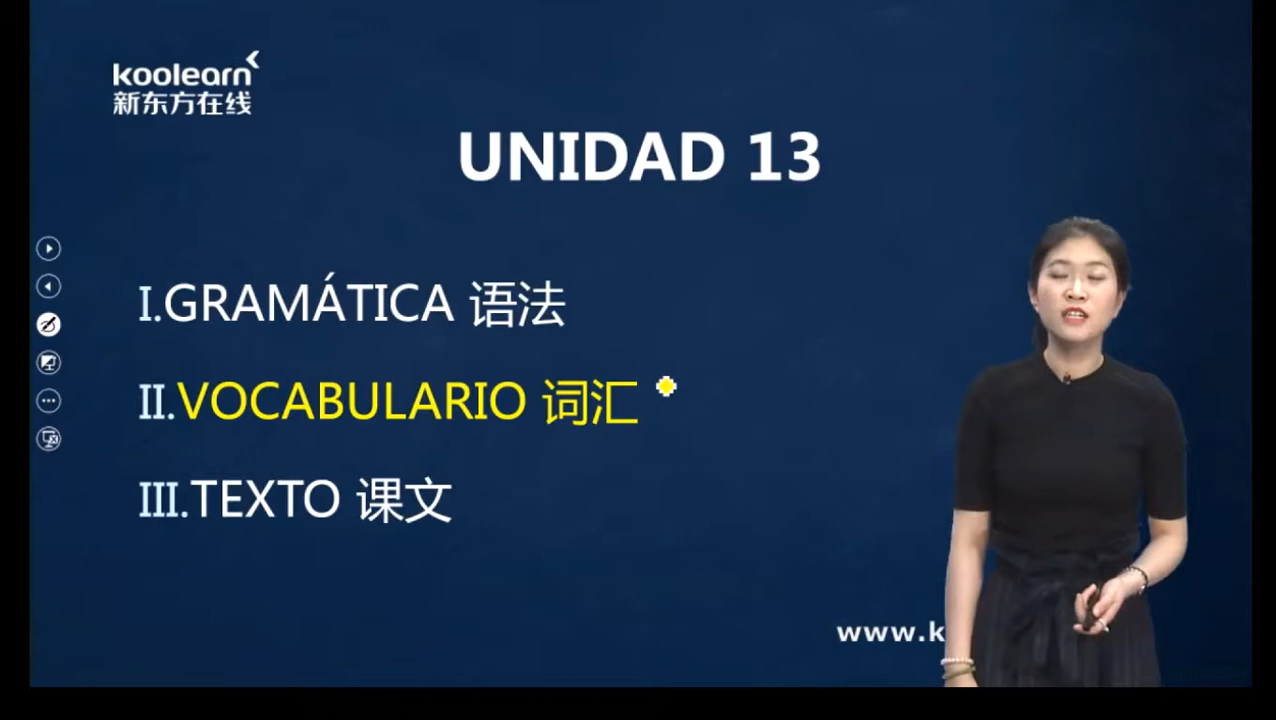 koolearn
新东方在线
UNIDAD 13
I.GRAMÁTICA 语法
II.VOCABULARIO 词汇
III.TEXTO 课文
www.k